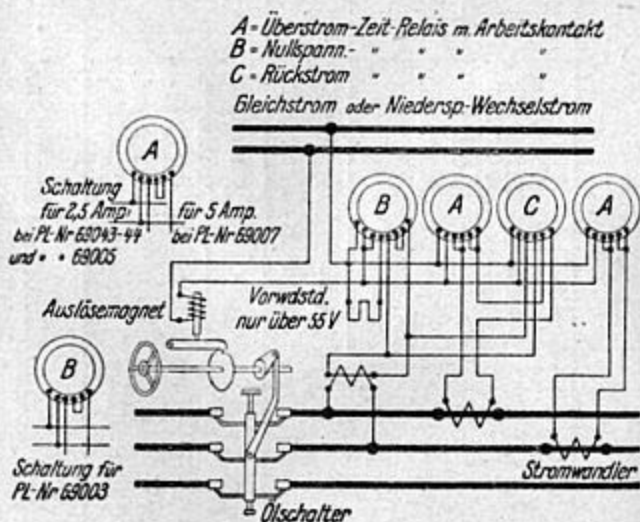 A = Überstrom-Zeit-Relais m. Arbeitskontakt
B = Nullspann.- " " " "
C = Rückstrom " " " "
Gleichstrom oder Niedersp.-Wechselstrom
A
Schaltung
für 2,5 Amp.
bei PL-Nr 69043-44
und " " 69005
für 5 Amp.
bei PL-Nr 69007
B
A
C
A
Auslösemagnet
Vorwdstd.
nur über 55 V
B
Schaltung für
PL-Nr 69003
Ölschalter
Stromwandler